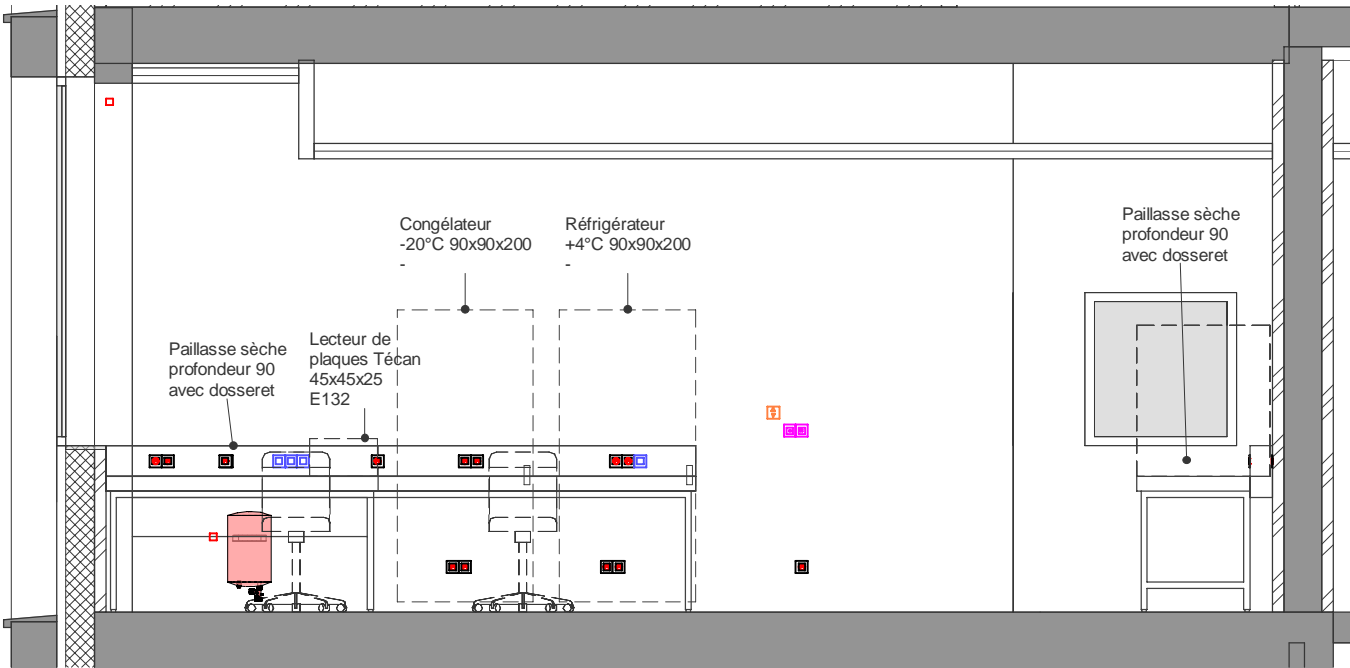 Congélateur
-20°C 90x90x200
-
Réfrigérateur
+4°C 90x90x200
-
Paillasse sèche
profondeur 90
avec dosseret
Lecteur de
plaques Técan
45x45x25
E132
Paillasse sèche
profondeur 90
avec dosseret